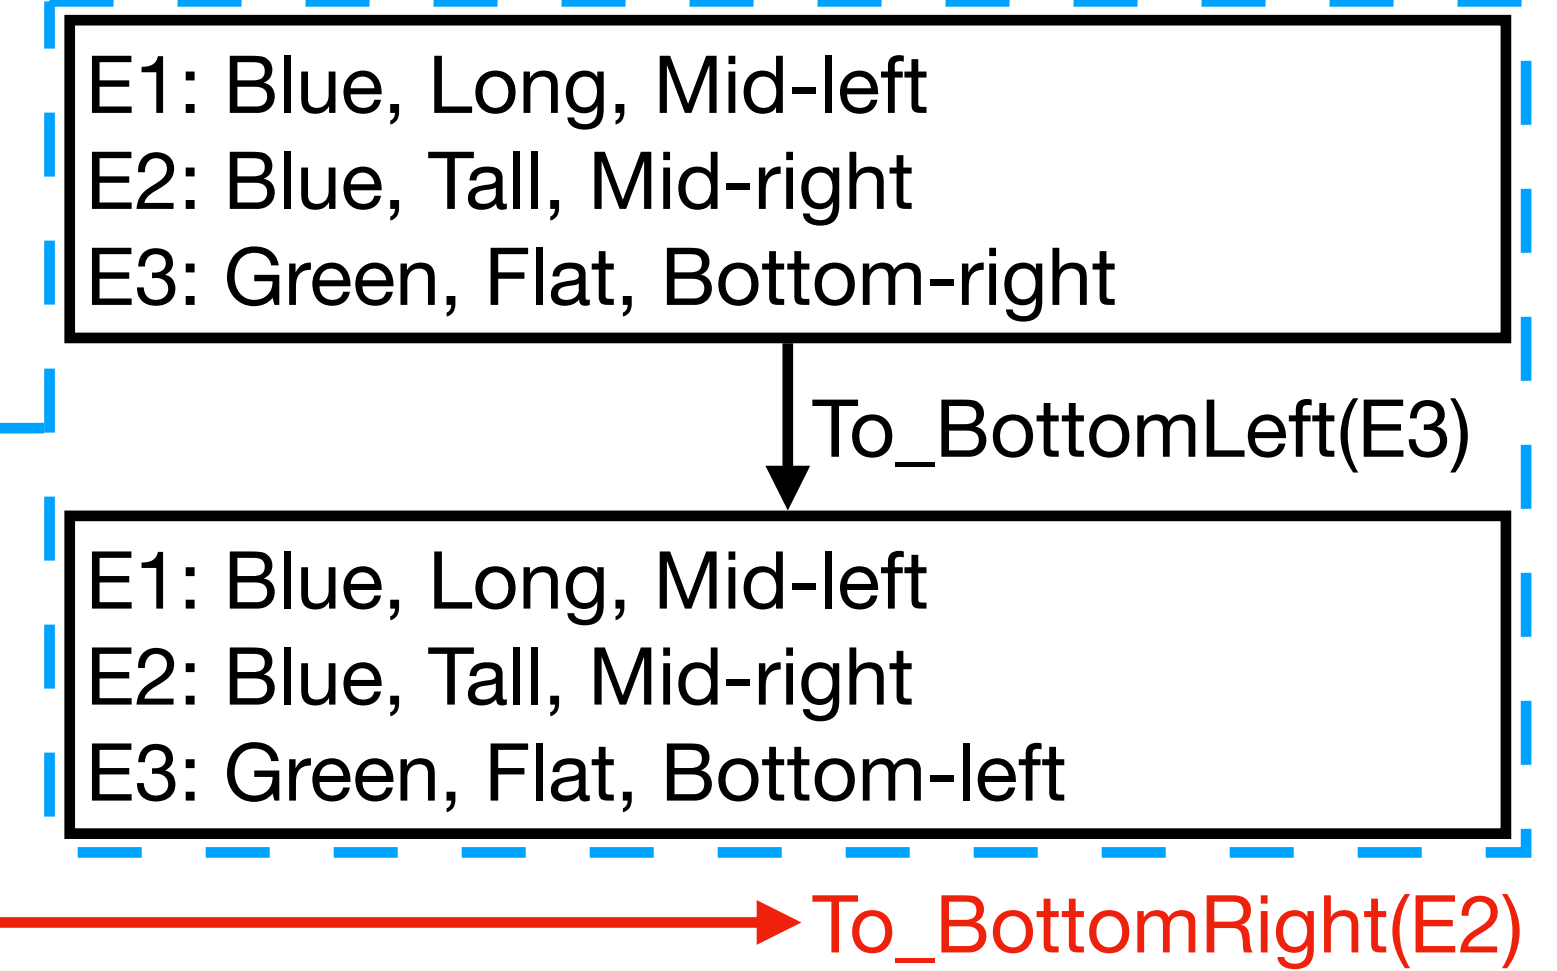 E1: Blue, Long, Mid-left
E2: Blue, Tall, Mid-right
E3: Green, Flat, Bottom-right
To_BottomLeft(E3)
E1: Blue, Long, Mid-left
E2: Blue, Tall, Mid-right
E3: Green, Flat, Bottom-left
To_BottomRight(E2)